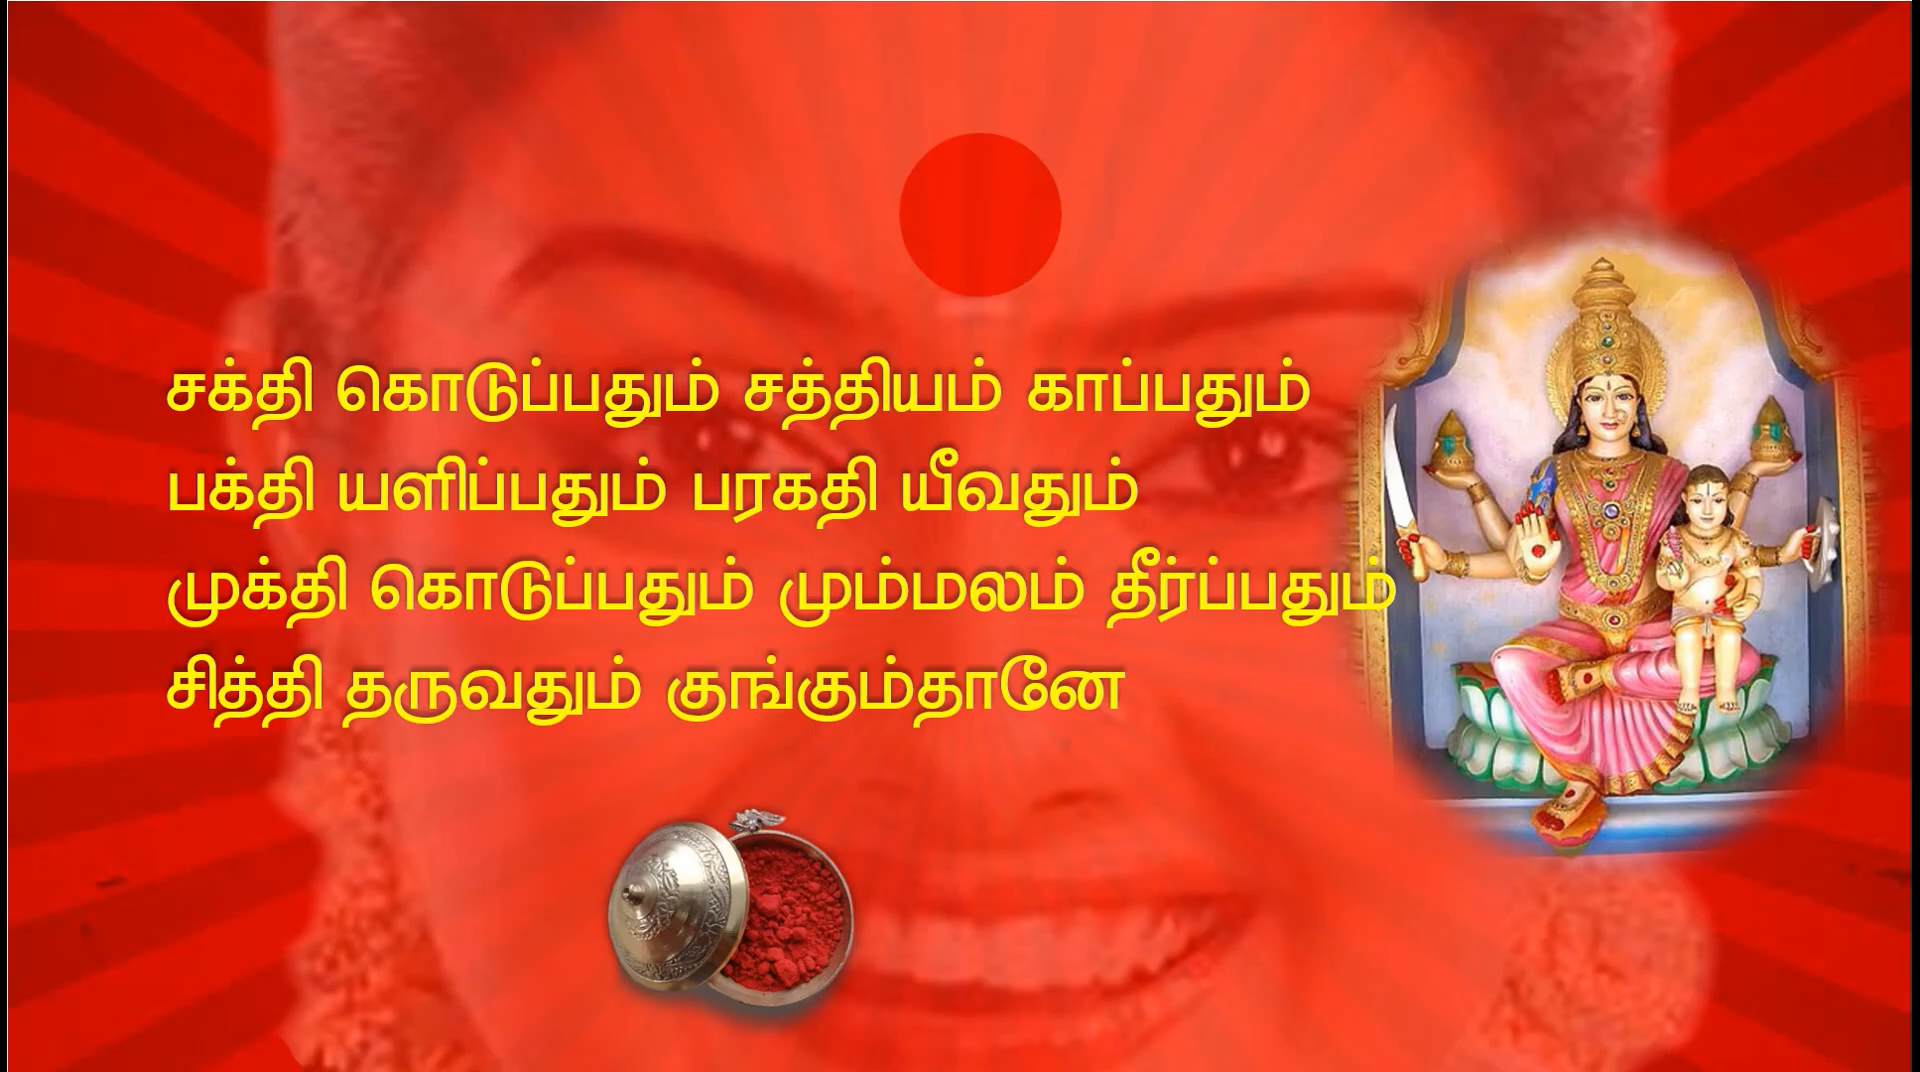 சக்தி கொடுப்பதும் சத்தியம் காப்பதும்
பக்தி யளிப்பதும் பரகதி யீவதும்
முக்தி கொடுப்பதும் மும்மலம் தீர்ப்பதும்
சித்தி தருவதும் குங்கும்தானே